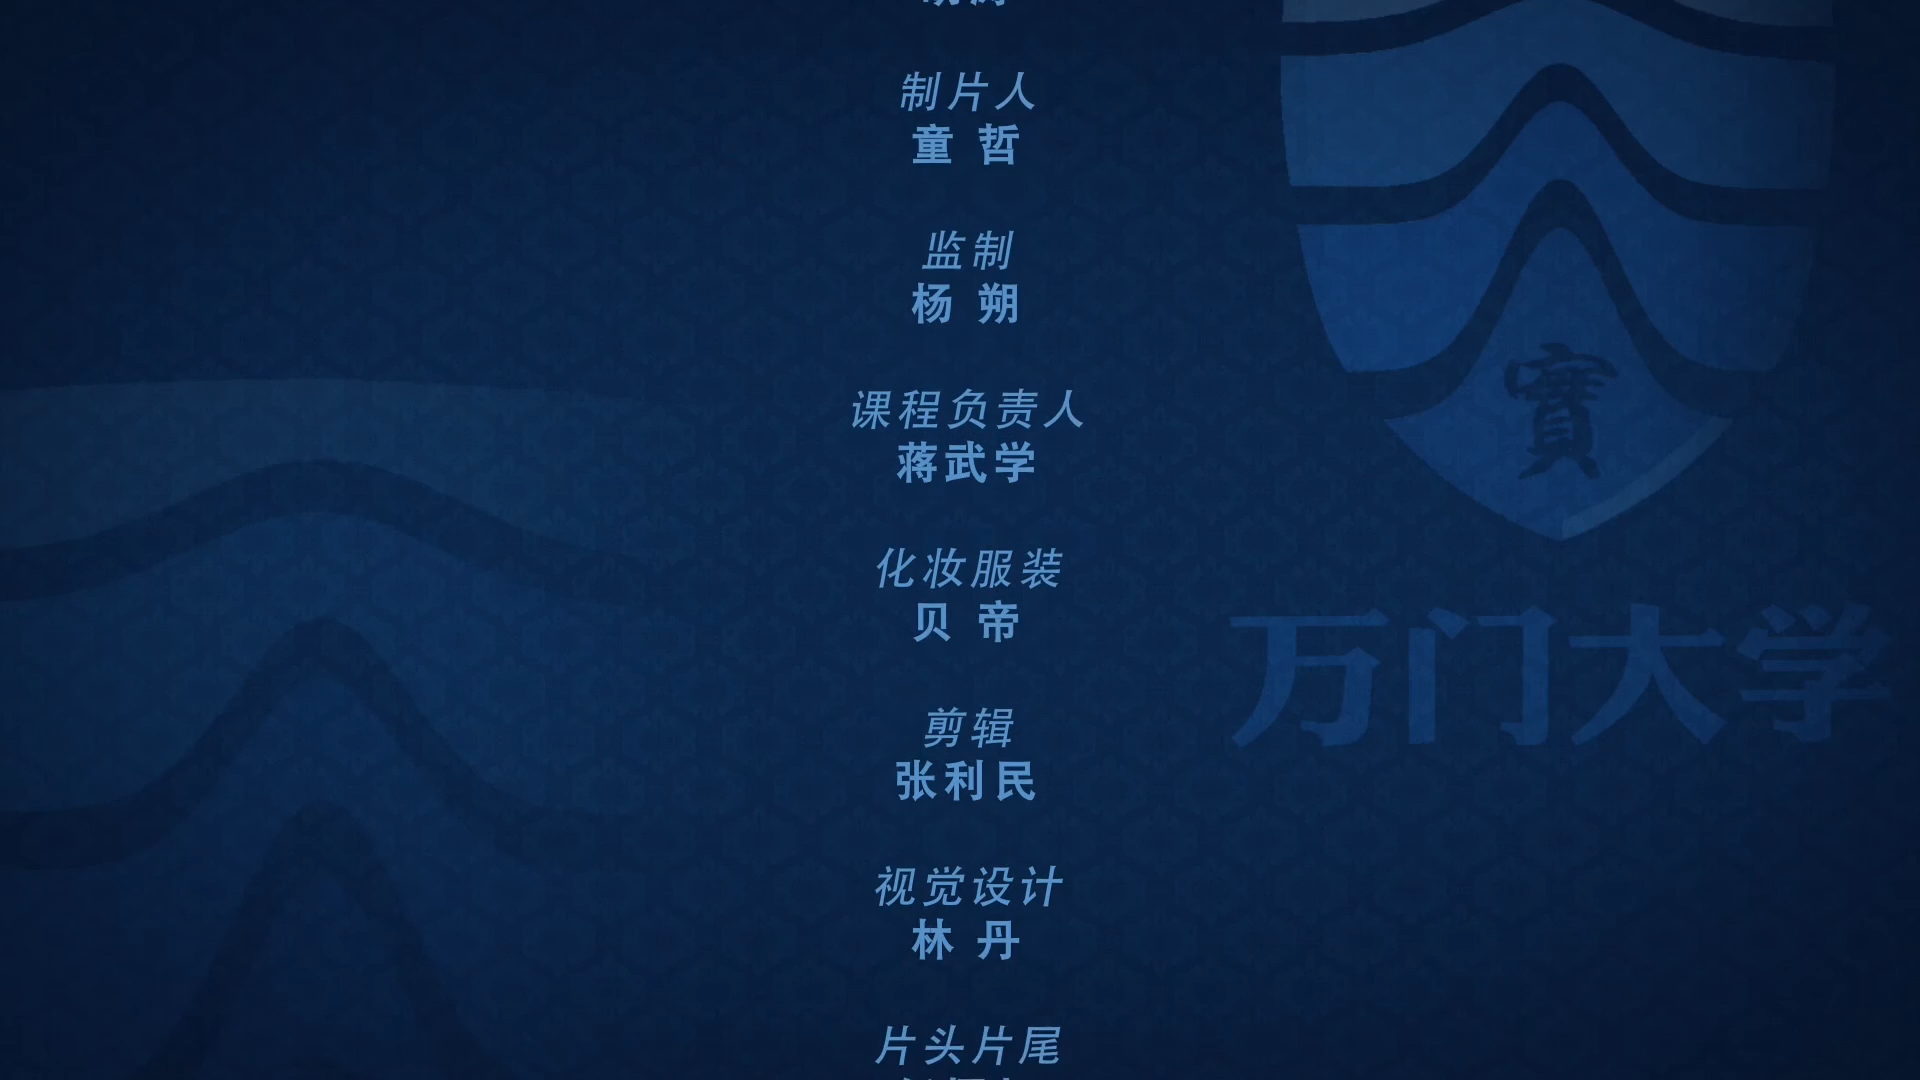 制片人
童 哲
监制
杨 朔
课程负责人
蒋武学
化妆服装
贝 帝
剪辑
张利民
视觉设计
林 丹
片头片尾
實
万门大学